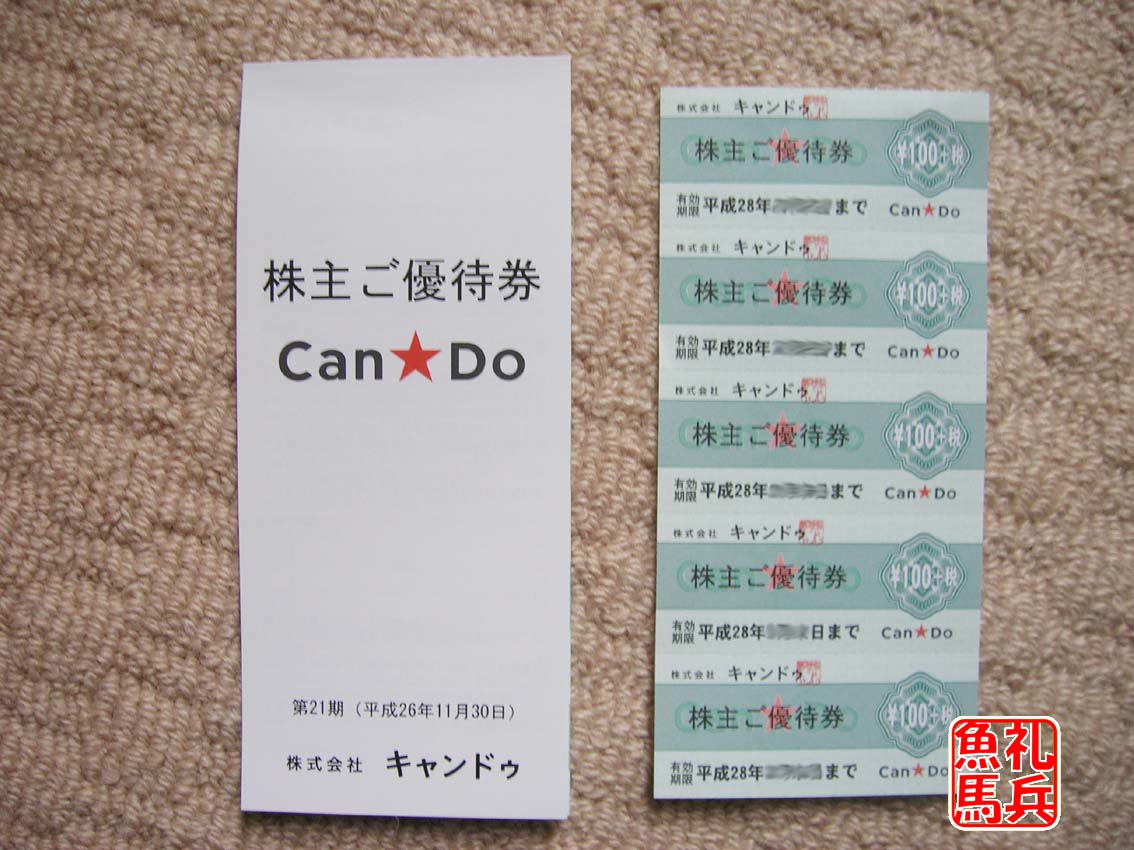 株主ご優待券
Can★Do
第21期（平成26年11月30日）
株式会社 キャンドゥ
株式会社 キャンドゥ
株主ご優待券 ¥100+税
有効期限 平成28年 まで Can★Do
株式会社 キャンドゥ
株主ご優待券 ¥100+税
有効期限 平成28年 まで Can★Do
株式会社 キャンドゥ
株主ご優待券 ¥100+税
有効期限 平成28年 まで Can★Do
株式会社 キャンドゥ
株主ご優待券 ¥100+税
有効期限 平成28年 日まで Can★Do
株式会社 キャンドゥ
株主ご優待券 ¥100+税
有効期限 平成28年 まで Can★Do
礼兵
魚馬